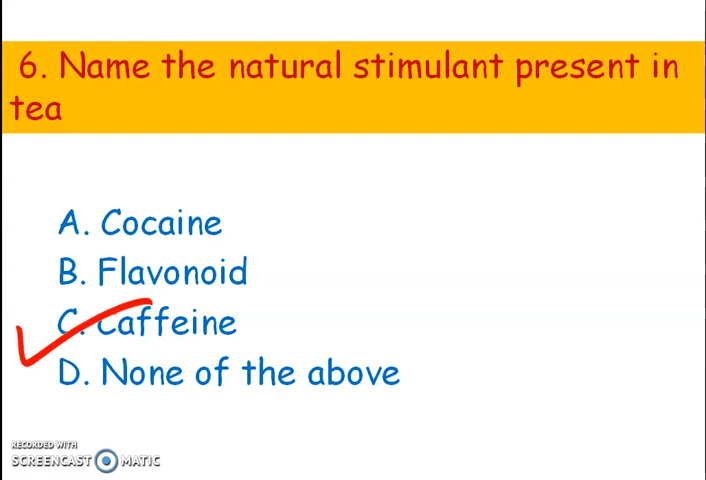 6. Name the natural stimulant present in
tea
A. Cocaine
B. Flavonoid
C. Caffeine
D. None of the above
RECORDED WITH
SCREENCAST MATIC